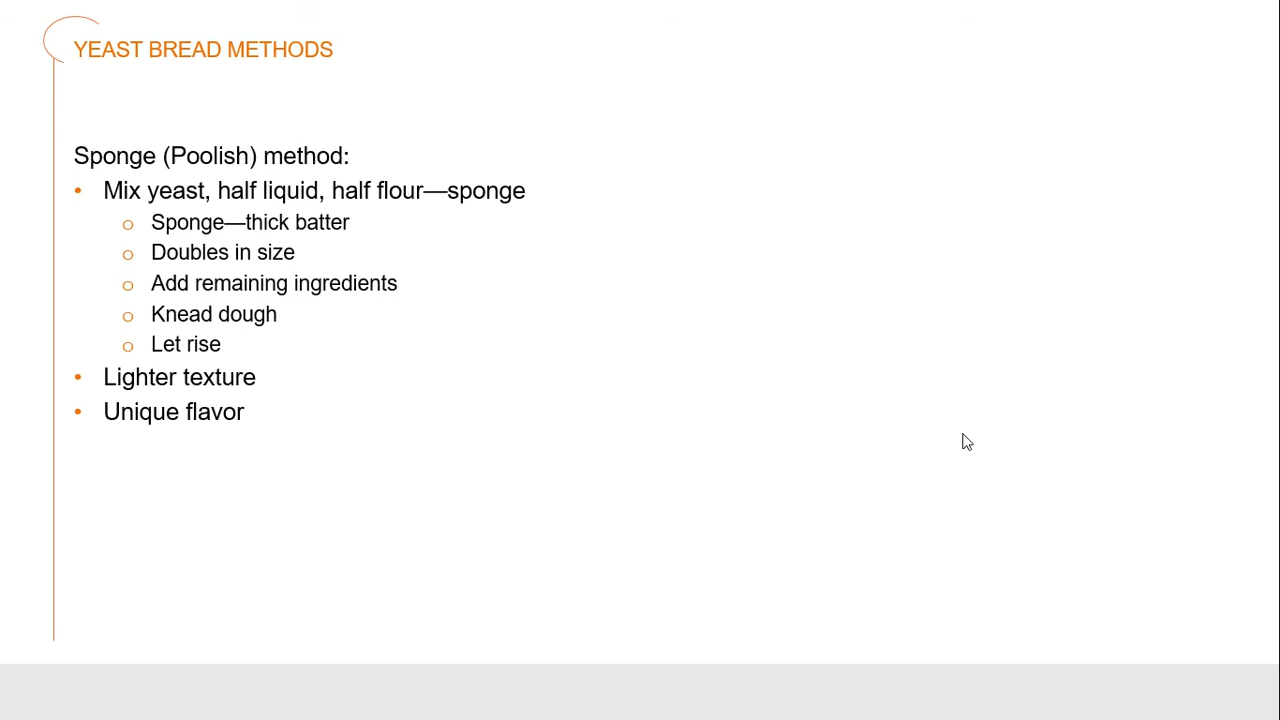 YEAST BREAD METHODS
Sponge (Poolish) method:
• Mix yeast, half liquid, half flour—sponge
o Sponge—thick batter
o Doubles in size
o Add remaining ingredients
o Knead dough
o Let rise
• Lighter texture
• Unique flavor